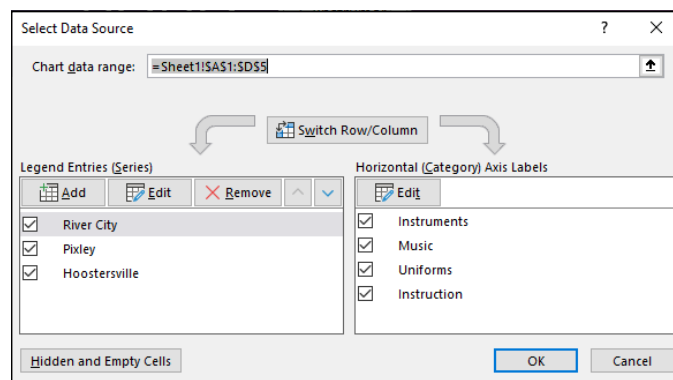 Select Data Source ? ×
Chart data range: =Sheet1!$A$1:$D$5
Switch Row/Column
Legend Entries (Series)
Add Edit Remove
River City
Pixley
Hoostersville
Horizontal (Category) Axis Labels
Edit
Instruments
Music
Uniforms
Instruction
Hidden and Empty Cells
OK Cancel